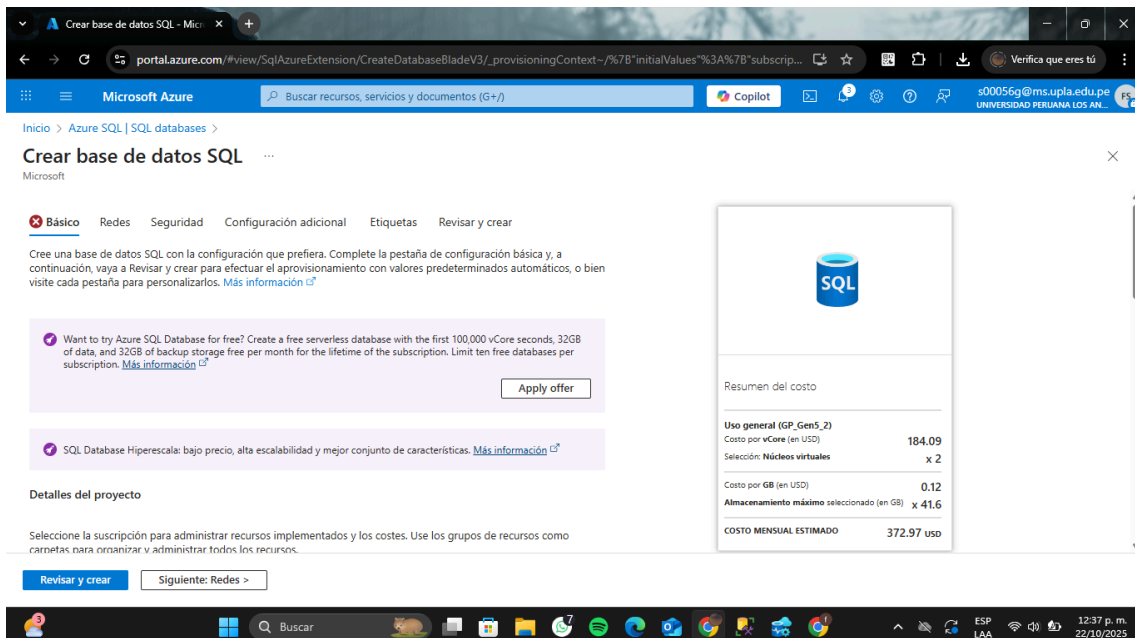 Crear base de datos SQL - Micr
portal.azure.com/#view/SqlAzureExtension/CreateDatabaseBladeV3/_provisioningContext~/%7B"initialValues"%3A%7B"subscrip...
Verifica que eres tú
Microsoft Azure
Buscar recursos, servicios y documentos (G+/)
Copilot
3
s00056g@ms.upla.edu.pe
UNIVERSIDAD PERUANA LOS AN...
FS
Inicio > Azure SQL | SQL databases >
Crear base de datos SQL ...
Microsoft
Básico Redes Seguridad Configuración adicional Etiquetas Revisar y crear
Cree una base de datos SQL con la configuración que prefiera. Complete la pestaña de configuración básica y, a
continuación, vaya a Revisar y crear para efectuar el aprovisionamiento con valores predeterminados automáticos, o bien
visite cada pestaña para personalizarlos. Más información
Want to try Azure SQL Database for free? Create a free serverless database with the first 100,000 vCore seconds, 32GB
of data, and 32GB of backup storage free per month for the lifetime of the subscription. Limit ten free databases per
subscription. Más información
Apply offer
SQL Database Hiperescala: bajo precio, alta escalabilidad y mejor conjunto de características. Más información
Detalles del proyecto
Seleccione la suscripción para administrar recursos implementados y los costes. Use los grupos de recursos como
carpetas para organizar y administrar todos los recursos.
SQL
Resumen del costo
Uso general (GP_Gen5_2)
Costo por vCore (en USD) 184.09
Selección: Núcleos virtuales x 2
Costo por GB (en USD) 0.12
Almacenamiento máximo seleccionado (en GB) x 41.6
COSTO MENSUAL ESTIMADO 372.97 USD
Revisar y crear
Siguiente: Redes >
3
Buscar
7
ESP
LAA
12:37 p. m.
22/10/2025